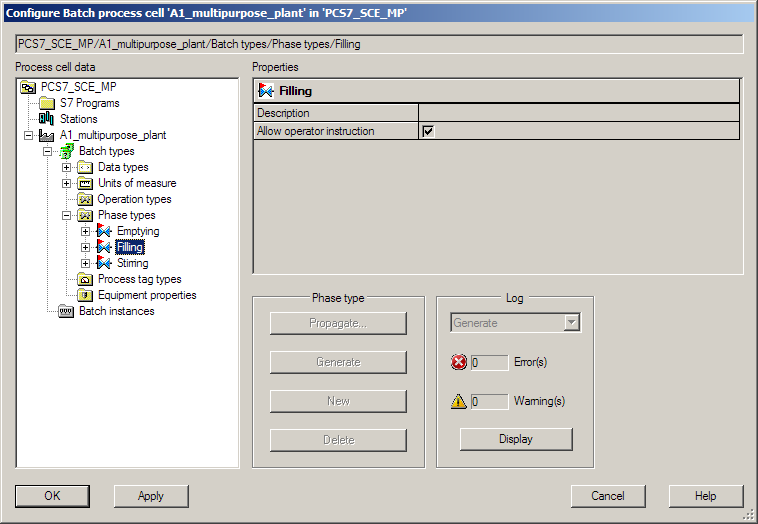 Configure Batch process cell 'A1_multipurpose_plant' in 'PCS7_SCE_MP'
PCS7_SCE_MP/A1_multipurpose_plant/Batch types/Phase types/Filling
Process cell data
PCS7_SCE_MP
S7 Programs
Stations
A1_multipurpose_plant
Batch types
Data types
Units of measure
Operation types
Phase types
Emptying
Filling
Stirring
Process tag types
Equipment properties
Batch instances
Properties
Filling
Description
Allow operator instruction
Phase type
Propagate...
Generate
New
Delete
Log
Generate
0 Error(s)
0 Warning(s)
Display
OK Apply Cancel Help